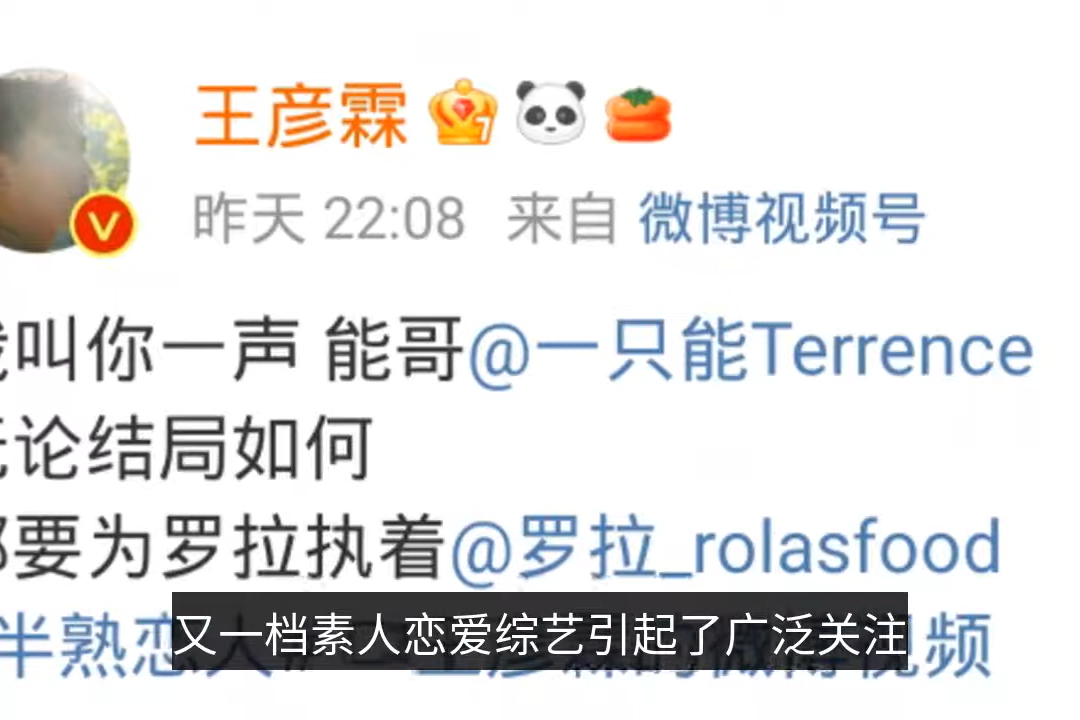 王彦霖
昨天 22:08 来自 微博视频号
叫你一声 能哥@一只能Terrence
论结局如何
要为罗拉执着@罗拉_rolasfood
半熟恋人
视频
又一档素人恋爱综艺引起了广泛关注